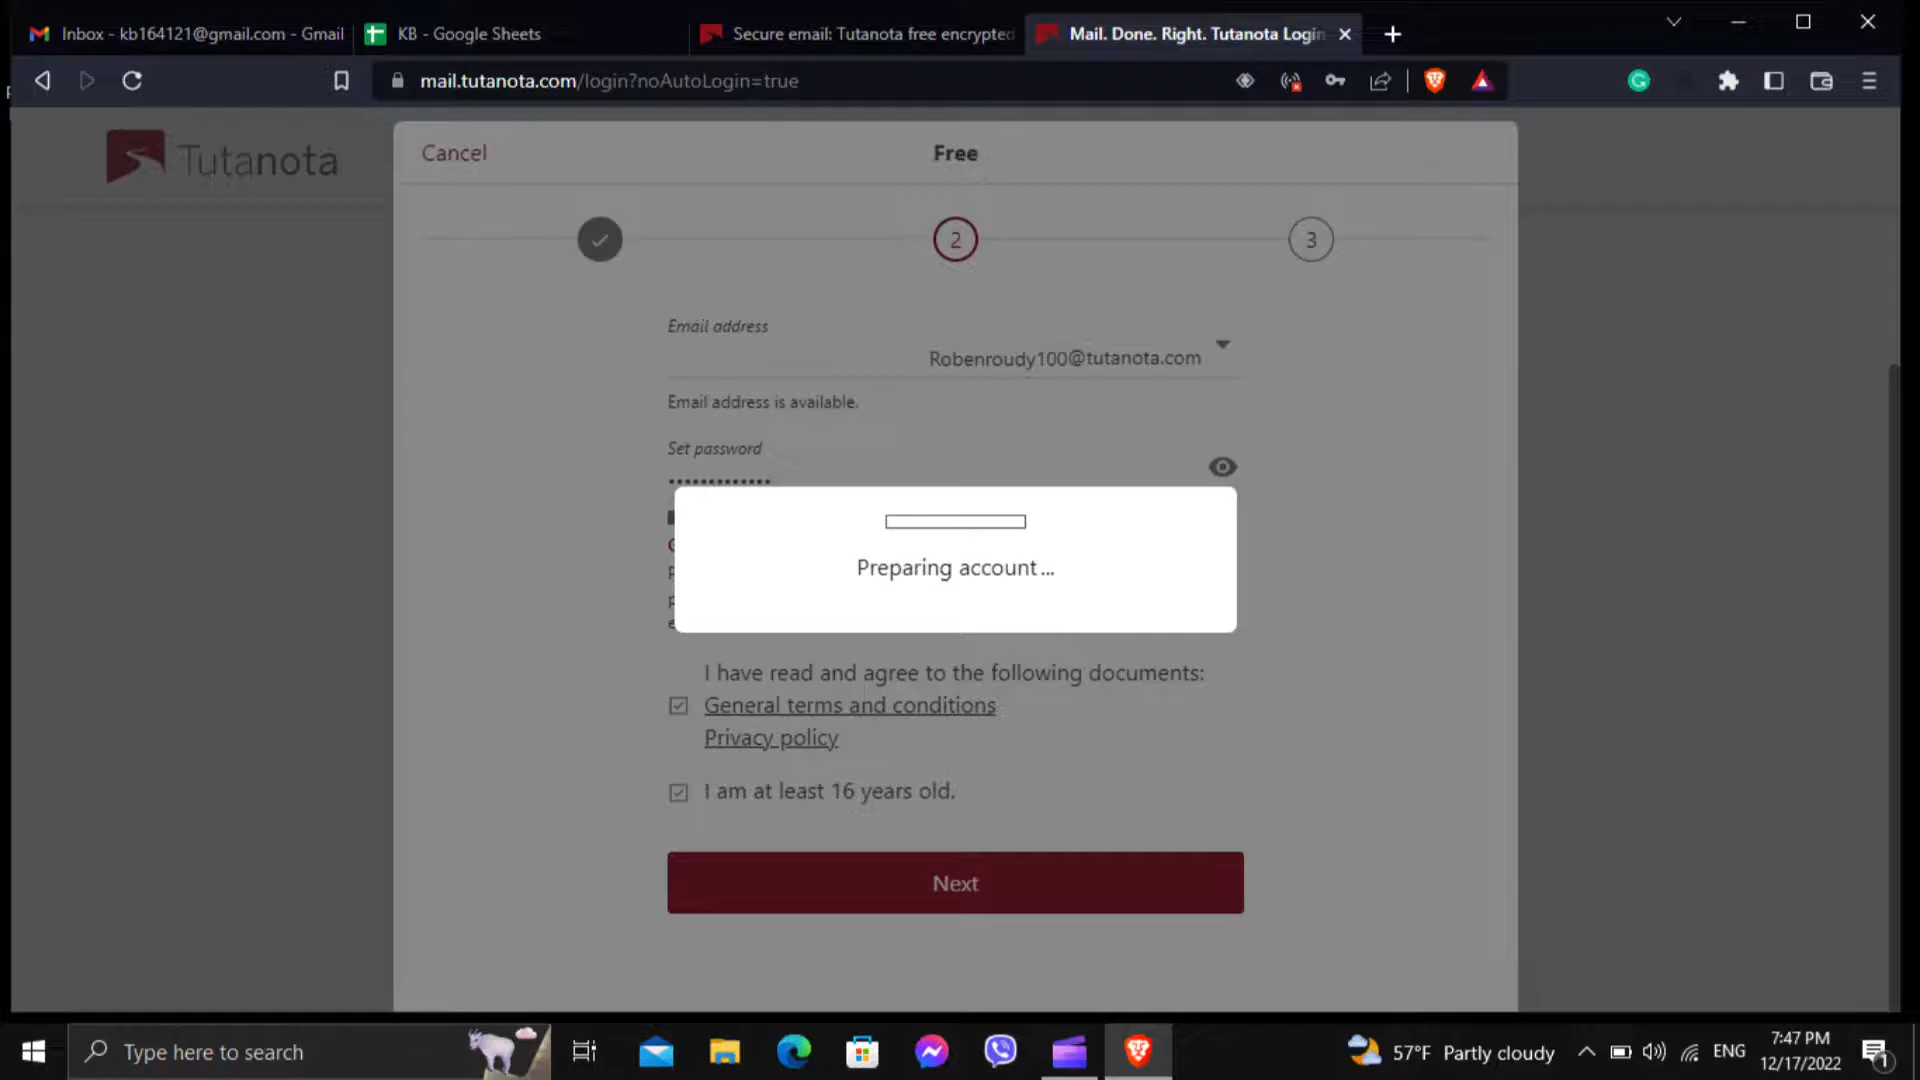 Inbox - kb164121@gmail.com - Gmail
KB - Google Sheets
Secure email: Tutanota free encrypted
Mail. Done. Right. Tutanota Login
mail.tutanota.com/login?noAutoLogin=true
Tutanota
Cancel
Free
2
3
Email address
Robenroudy100@tutanota.com
Email address is available.
Set password
Preparing account ...
I have read and agree to the following documents:
General terms and conditions
Privacy policy
I am at least 16 years old.
Next
Type here to search
57°F Partly cloudy
ENG
7:47 PM
12/17/2022
1